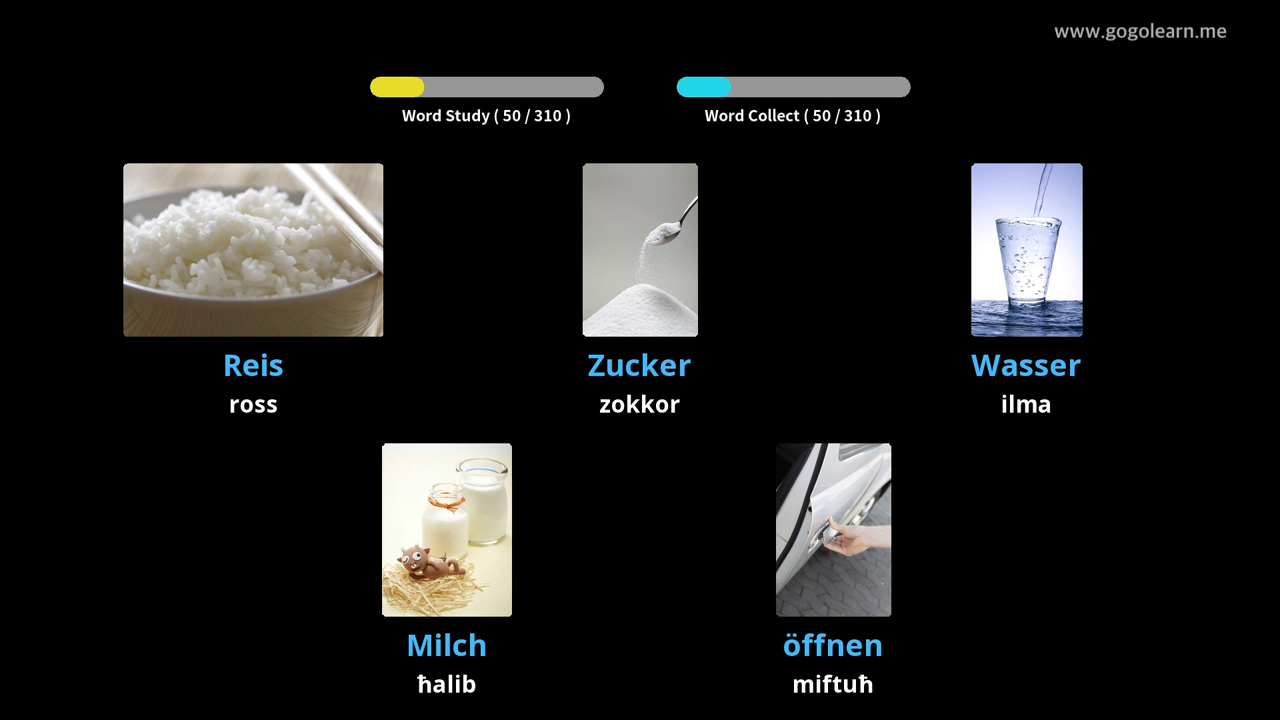 www.gogolearn.me
Word Study ( 50 / 310 )
Word Collect ( 50 / 310 )
Reis
ross
Zucker
zokkor
Wasser
ilma
Milch
ħalib
öffnen
miftuħ